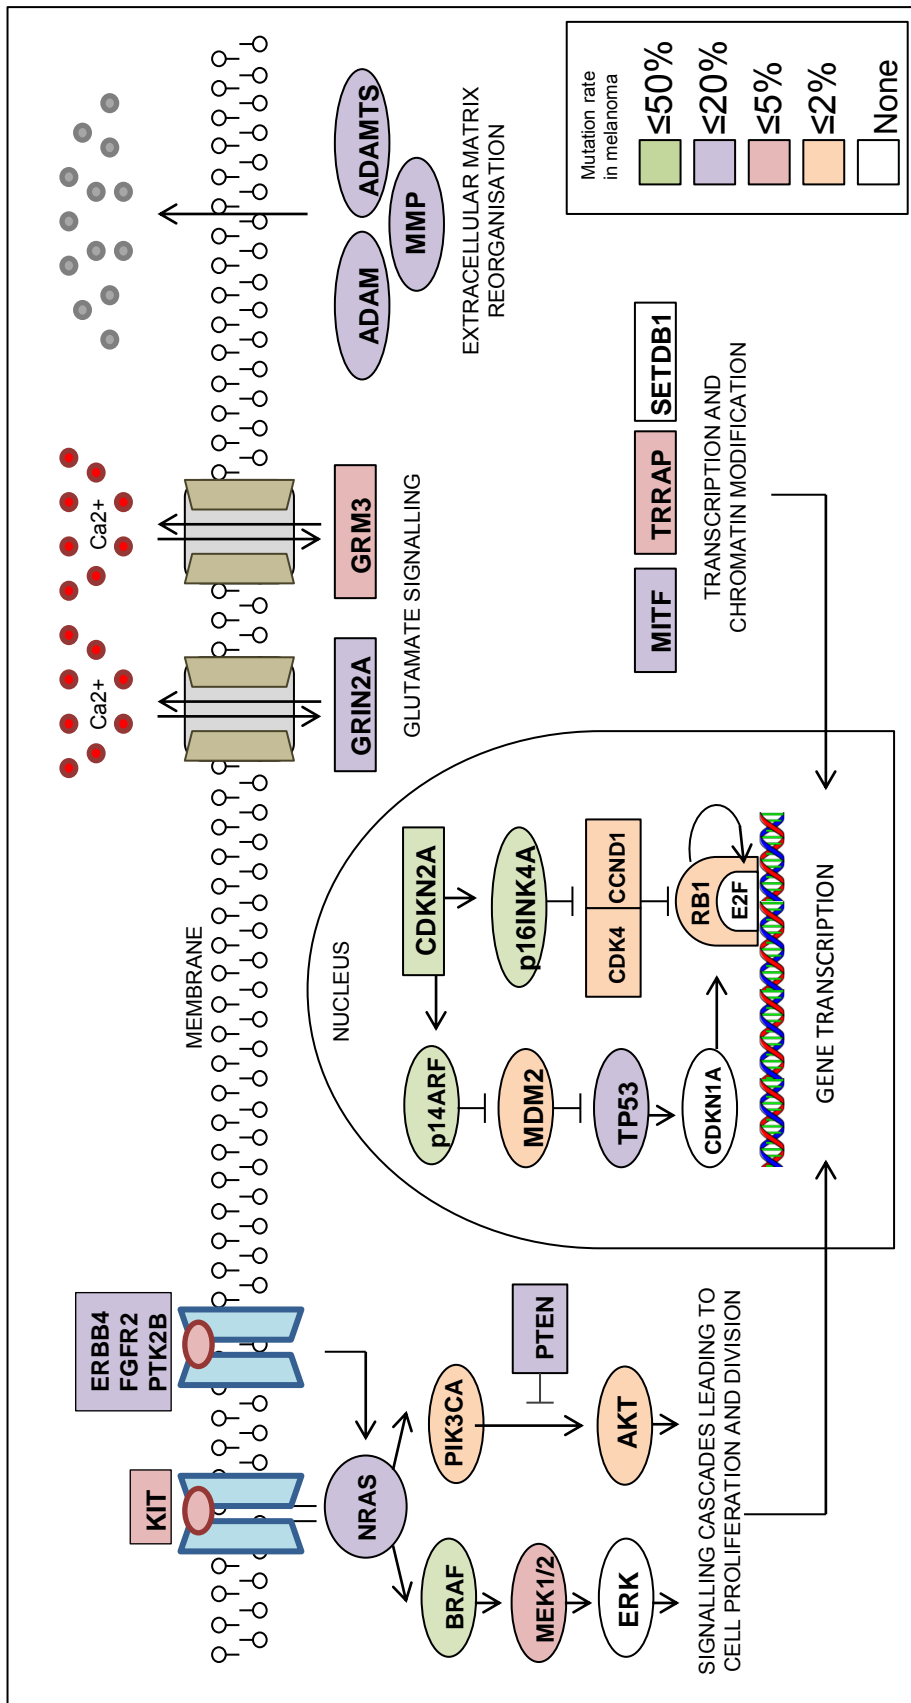 KIT
ERBB4
FGFR2
PTK2B
MEMBRANE
Ca2+
Ca2+
NRAS
BRAF
MEK1/2
ERK
PIK3CA
PTEN
AKT
SIGNALLING CASCADES LEADING TO
CELL PROLIFERATION AND DIVISION
NUCLEUS
CDKN2A
p14ARF
p16INK4A
MDM2
CDK4
CCND1
TP53
RB1
E2F
CDKN1A
GENE TRANSCRIPTION
GRIN2A
GRM3
GLUTAMATE SIGNALLING
ADAM
ADAMTS
MMP
EXTRACELLULAR MATRIX
REORGANISATION
MITF
TRRAP
SETDB1
TRANSCRIPTION AND
CHROMATIN MODIFICATION
Mutation rate
in melanoma
≤50%
≤20%
≤5%
≤2%
None